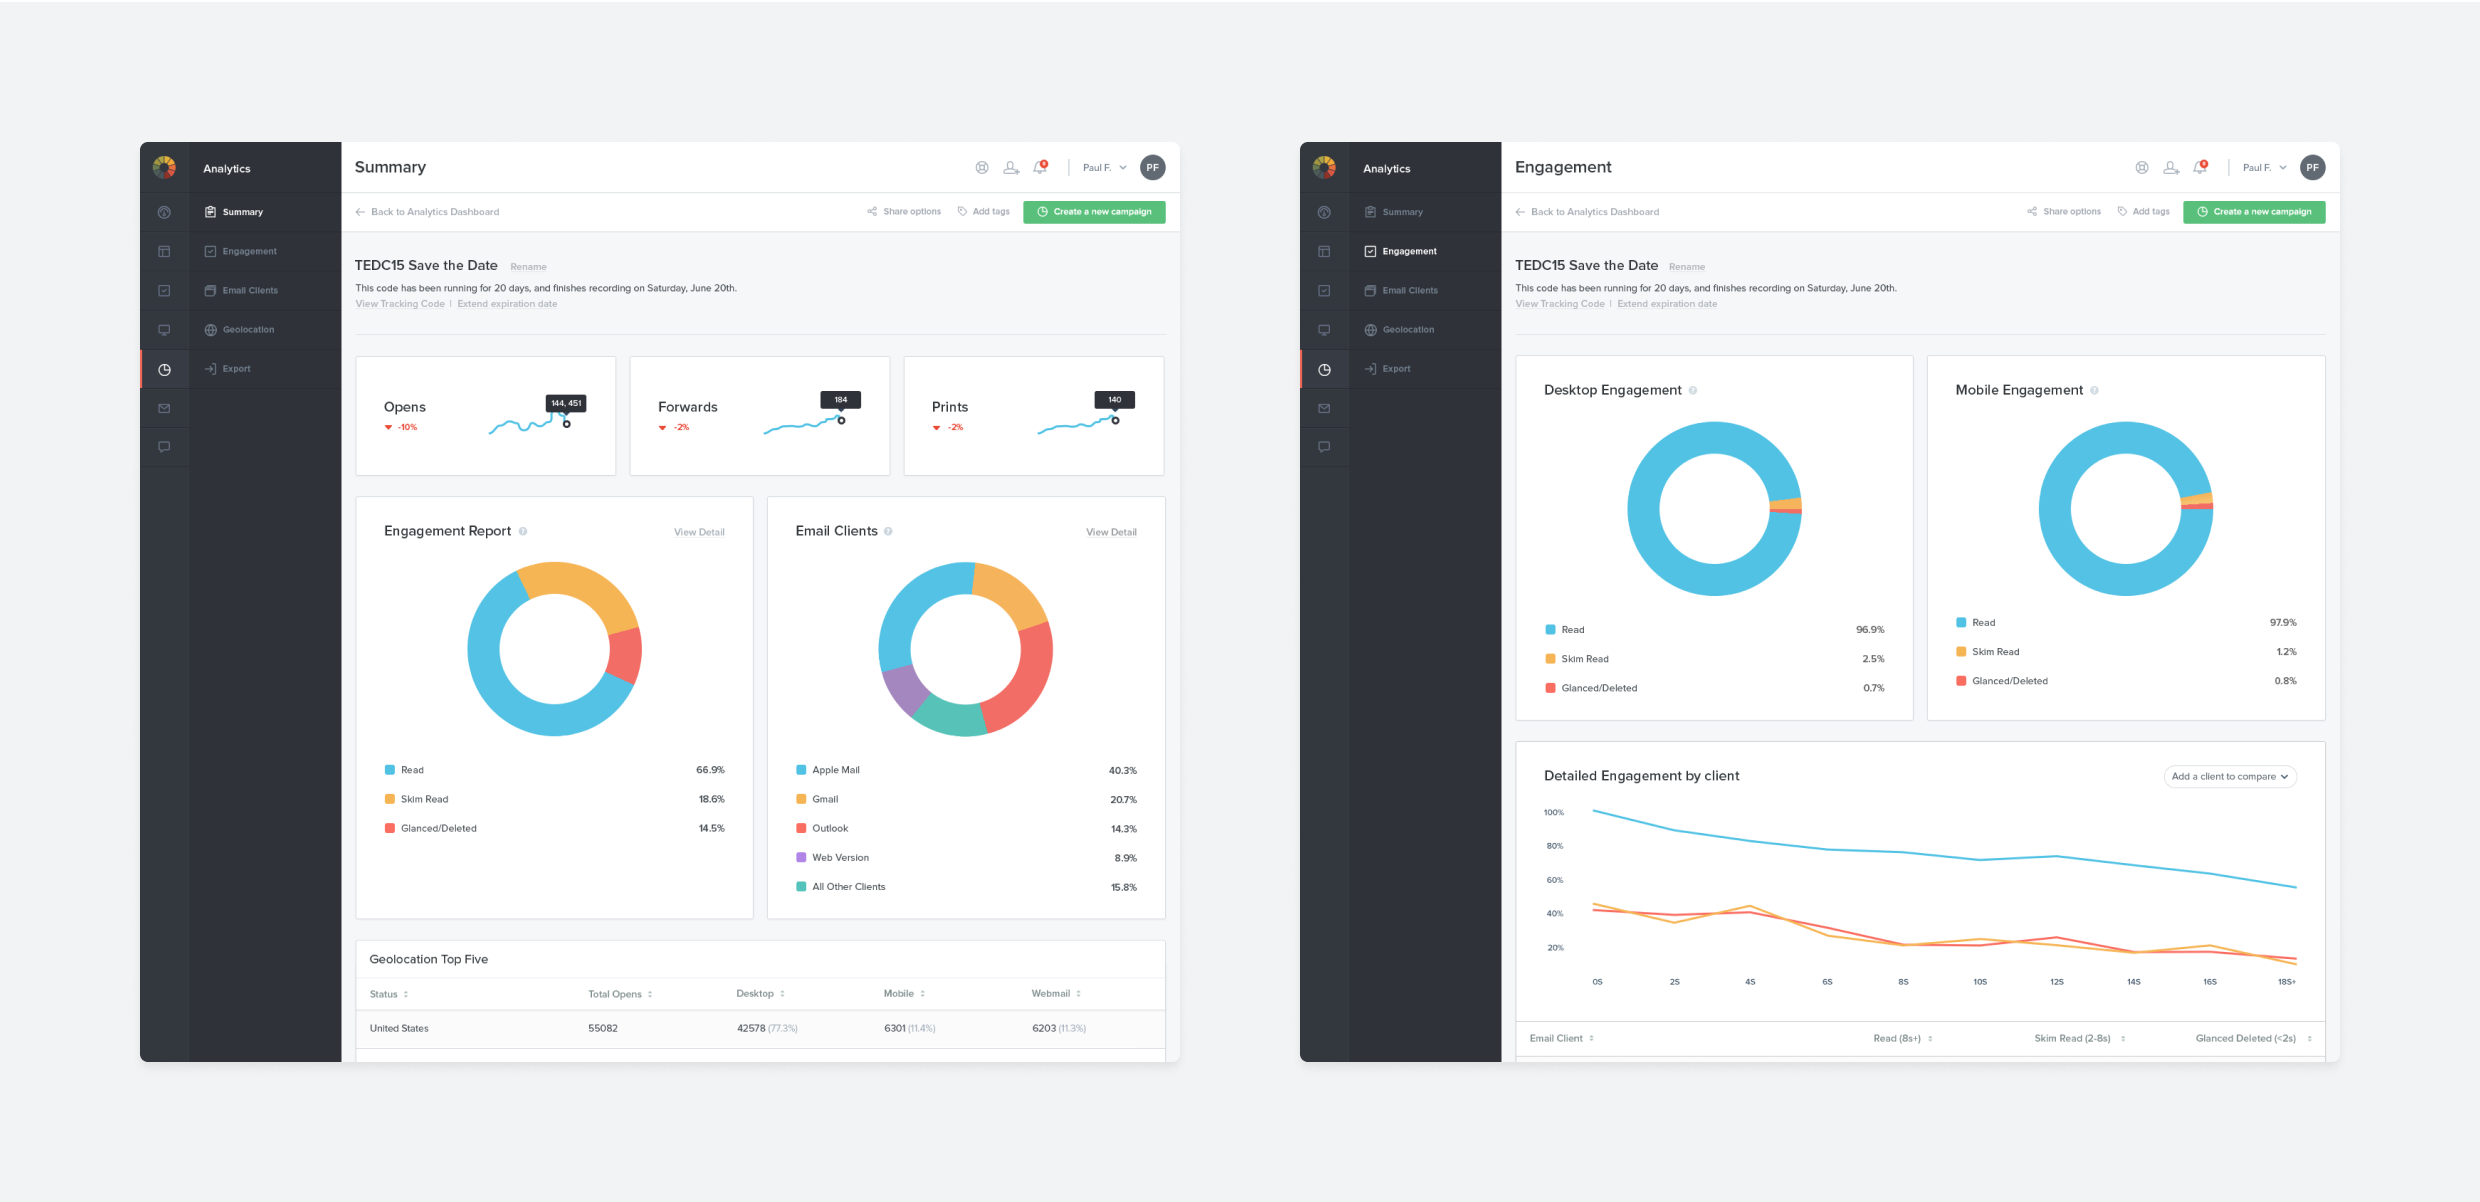 Analytics
Summary
Engagement
Email Clients
Geolocation
Export
Summary
Paul F.
PF
Back to Analytics Dashboard
Share options
Add tags
Create a new campaign
TEDC15 Save the Date Rename
This code has been running for 20 days, and finishes recording on Saturday, June 20th.
View Tracking Code | Extend expiration date
Opens
-10%
144, 451
Forwards
-2%
184
Prints
-2%
140
Engagement Report ? View Detail
Read 66.9%
Skim Read 18.6%
Glanced/Deleted 14.5%
Email Clients ? View Detail
Apple Mail 40.3%
Gmail 20.7%
Outlook 14.3%
Web Version 8.9%
All Other Clients 15.8%
Geolocation Top Five
Status Total Opens Desktop Mobile Webmail
United States 55082 42578 (77.3%) 6301 (11.4%) 6203 (11.3%)
Analytics
Summary
Engagement
Email Clients
Geolocation
Export
Engagement
Paul F.
PF
Back to Analytics Dashboard
Share options
Add tags
Create a new campaign
TEDC15 Save the Date Rename
This code has been running for 20 days, and finishes recording on Saturday, June 20th.
View Tracking Code | Extend expiration date
Desktop Engagement ?
Read 96.9%
Skim Read 2.5%
Glanced/Deleted 0.7%
Mobile Engagement ?
Read 97.9%
Skim Read 1.2%
Glanced/Deleted 0.8%
Detailed Engagement by client
Add a client to compare
100%
80%
60%
40%
20%
0S 2S 4S 6S 8S 10S 12S 14S 16S 18S+
Email Client Read (8s+) Skim Read (2-8s) Glanced Deleted (<2s)